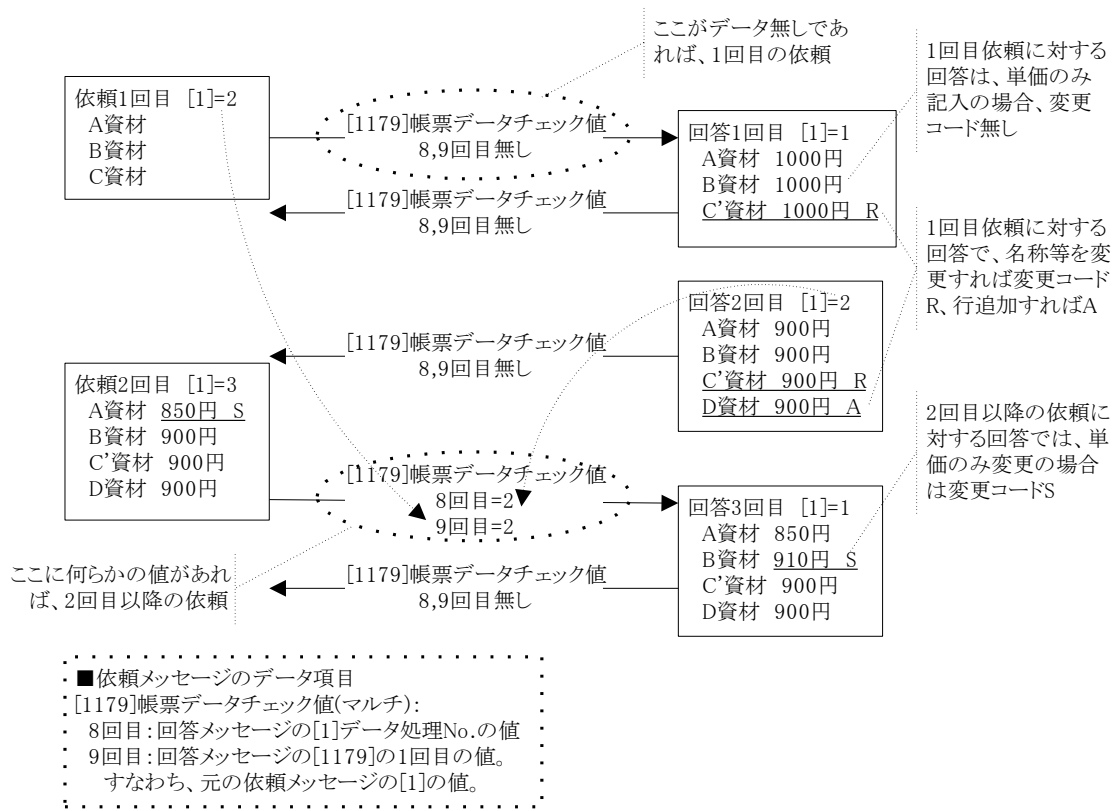 ここがデータ無しであ
れば、1回目の依頼
1回目依頼に対する
回答は、単価のみ
記入の場合、変更
コード無し
依頼1回目 [1]=2
A資材
B資材
C資材
[1179]帳票データチェック値
8,9回目無し
回答1回目 [1]=1
A資材 1000円
B資材 1000円
C’資材 1000円 R
[1179]帳票データチェック値
8,9回目無し
1回目依頼に対する
回答で、名称等を変
更すれば変更コード
R、行追加すればA
回答2回目 [1]=2
A資材 900円
B資材 900円
C’資材 900円 R
D資材 900円 A
[1179]帳票データチェック値
8,9回目無し
依頼2回目 [1]=3
A資材 850円 S
B資材 900円
C’資材 900円
D資材 900円
2回目以降の依頼に
対する回答では、単
価のみ変更の場合
は変更コードS
[1179]帳票データチェック値
8回目=2
9回目=2
回答3回目 [1]=1
A資材 850円
B資材 910円 S
C’資材 900円
D資材 900円
ここに何らかの値があれ
ば、2回目以降の依頼
[1179]帳票データチェック値
8,9回目無し
■依頼メッセージのデータ項目
[1179]帳票データチェック値(マルチ):
8回目:回答メッセージの[1]データ処理No.の値
9回目:回答メッセージの[1179]の1回目の値。
すなわち、元の依頼メッセージの[1]の値。